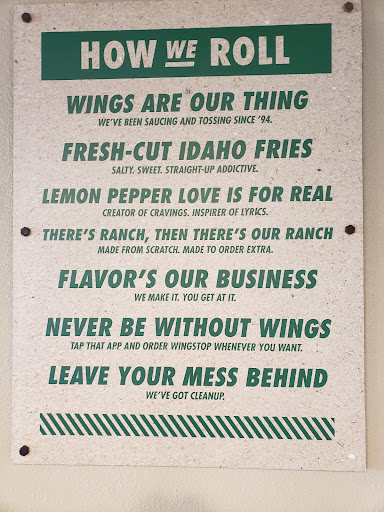 HOW WE ROLL
WINGS ARE OUR THING
WE'VE BEEN SAUCING AND TOSSING SINCE '94.
FRESH-CUT IDAHO FRIES
SALTY. SWEET. STRAIGHT-UP ADDICTIVE.
LEMON PEPPER LOVE IS FOR REAL
CREATOR OF CRAVINGS. INSPIRER OF LYRICS.
THERE'S RANCH, THEN THERE'S OUR RANCH
MADE FROM SCRATCH. MADE TO ORDER EXTRA.
FLAVOR'S OUR BUSINESS
WE MAKE IT. YOU GET AT IT.
NEVER BE WITHOUT WINGS
TAP THAT APP AND ORDER WINGSTOP WHENEVER YOU WANT.
LEAVE YOUR MESS BEHIND
WE'VE GOT CLEANUP.